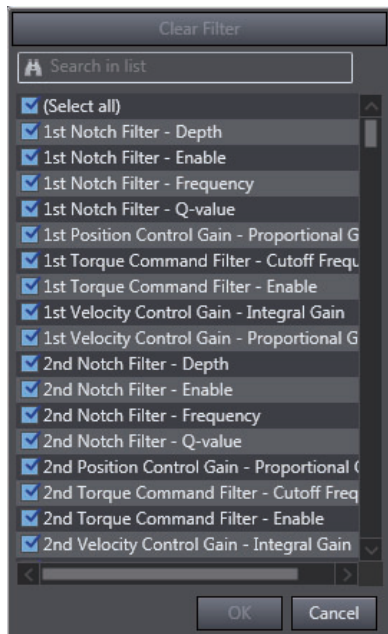 Clear Filter
Search in list
(Select all)
1st Notch Filter - Depth
1st Notch Filter - Enable
1st Notch Filter - Frequency
1st Notch Filter - Q-value
1st Position Control Gain - Proportional G
1st Torque Command Filter - Cutoff Frequ
1st Torque Command Filter - Enable
1st Velocity Control Gain - Integral Gain
1st Velocity Control Gain - Proportional G
2nd Notch Filter - Depth
2nd Notch Filter - Enable
2nd Notch Filter - Frequency
2nd Notch Filter - Q-value
2nd Position Control Gain - Proportional
2nd Torque Command Filter - Cutoff Freq
2nd Torque Command Filter - Enable
2nd Velocity Control Gain - Integral Gain
OK Cancel